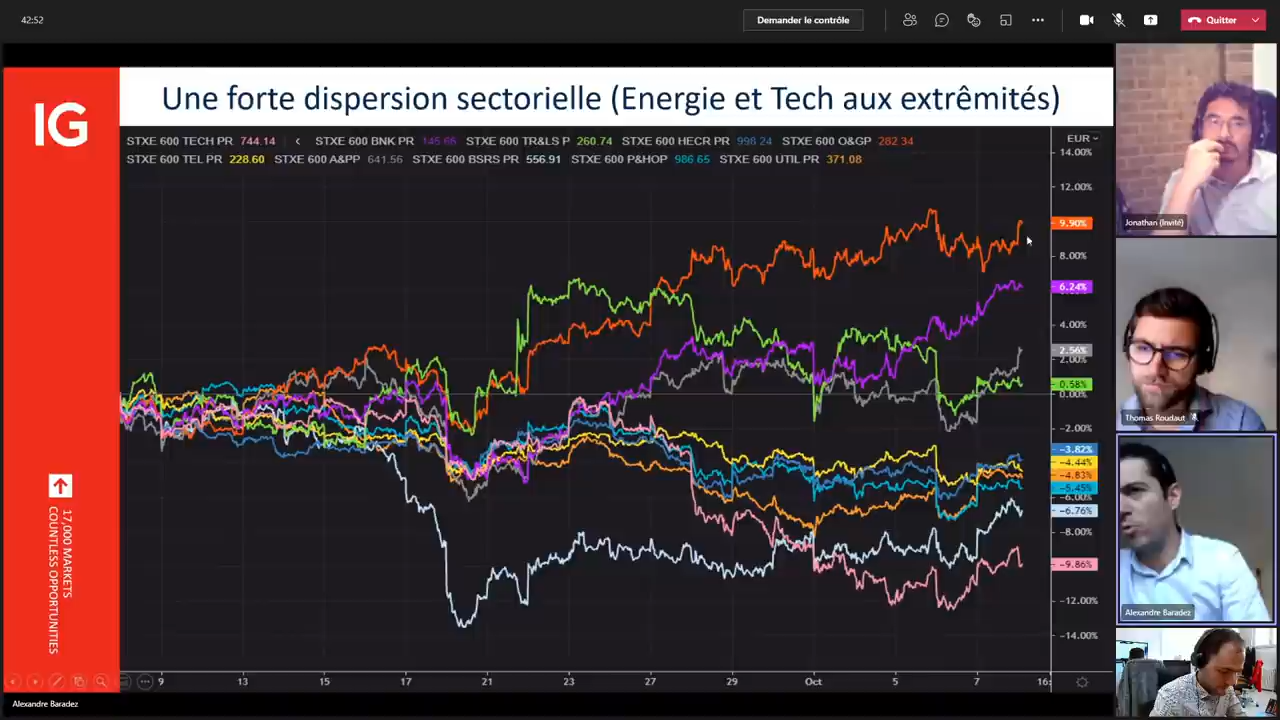 42:52
Demander le contrôle
Quitter
IG
Une forte dispersion sectorielle (Energie et Tech aux extrêmités)
STXE 600 TECH PR 744.14 ‹ STXE 600 BNK PR 145.65 STXE 600 TR&LS P 260.74 STXE 600 HECR PR 998.24 STXE 600 O&GP 282.34
STXE 600 TEL PR 228.60 STXE 600 A&PP 641.56 STXE 600 BSRS PR 556.91 STXE 600 P&HOP 986.65 STXE 600 UTIL PR 371.08
EUR
14.00%
12.00%
9.90%
8.00%
6.24%
4.00%
2.56%
2.00%
0.58%
0.00%
-2.00%
-3.82%
-4.44%
-4.83%
-5.45%
-6.00%
-6.76%
-8.00%
-9.86%
-12.00%
-14.00%
9 13 15 17 21 23 27 29 Oct 5 7 16:
17,000 MARKETS
COUNTLESS OPPORTUNITIES
Alexandre Baradez
Jonathan (Invité)
Thomas Roudaut
Alexandre Baradez